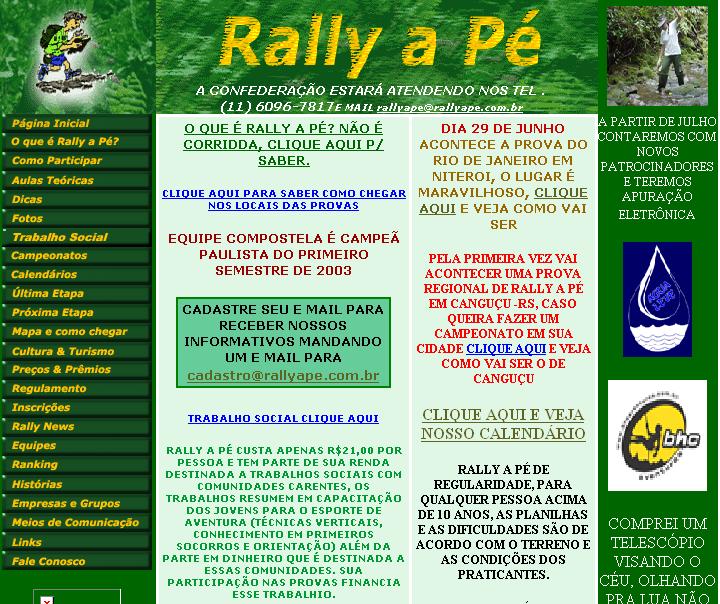 Rally a Pé
A CONFEDERAÇÃO ESTARÁ ATENDENDO NOS TEL .
(11) 6096-7817 E MAIL rallyape@rallyape.com.br
Página Inicial
O que é Rally a Pé?
Como Participar
Aulas Teóricas
Dicas
Fotos
Trabalho Social
Campeonatos
Calendários
Última Etapa
Próxima Etapa
Mapa e como chegar
Cultura & Turismo
Preços & Prêmios
Regulamento
Inscrições
Rally News
Equipes
Ranking
Histórias
Empresas e Grupos
Meios de Comunicação
Links
Fale Conosco
O QUE É RALLY A PÉ? NÃO É
CORRIDDA, CLIQUE AQUI P/
SABER.
CLIQUE AQUI PARA SABER COMO CHEGAR
NOS LOCAIS DAS PROVAS
EQUIPE COMPOSTELA É CAMPEÃ
PAULISTA DO PRIMEIRO
SEMESTRE DE 2003
CADASTRE SEU E MAIL PARA
RECEBER NOSSOS
INFORMATIVOS MANDANDO
UM E MAIL PARA
cadastro@rallyape.com.br
TRABALHO SOCIAL CLIQUE AQUI
RALLY A PÉ CUSTA APENAS R$21,00 POR
PESSOA E TEM PARTE DE SUA RENDA
DESTINADA A TRABALHOS SOCIAIS COM
COMUNIDADES CARENTES, OS
TRABALHOS RESUMEM EM CAPACITAÇÃO
DOS JOVENS PARA O ESPORTE DE
AVENTURA (TÉCNICAS VERTICAIS,
CONHECIMENTO EM PRIMEIROS
SOCORROS E ORIENTAÇÃO) ALÉM DA
PARTE EM DINHEIRO QUE É DESTINADA A
ESSAS COMUNIDADES. SUA
PARTICIPAÇÃO NAS PROVAS FINANCIA
ESSE TRABALHIO.
DIA 29 DE JUNHO
ACONTECE A PROVA DO
RIO DE JANEIRO EM
NITEROI, O LUGAR É
MARAVILHOSO, CLIQUE
AQUI E VEJA COMO VAI
SER
PELA PRIMEIRA VEZ VAI
ACONTECER UMA PROVA
REGIONAL DE RALLY A PÉ
EM CANGUÇU -RS, CASO
QUEIRA FAZER UM
CAMPEONATO EM SUA
CIDADE CLIQUE AQUI E VEJA
COMO VAI SER O DE
CANGUÇU
CLIQUE AQUI E VEJA
NOSSO CALENDÁRIO
RALLY A PÉ DE
REGULARIDADE, PARA
QUALQUER PESSOA ACIMA
DE 10 ANOS, AS PLANILHAS
E AS DIFICULDADES SÃO DE
ACORDO COM O TERRENO E
AS CONDIÇÕES DOS
PRATICANTES.
A PARTIR DE JULHO
CONTAREMOS COM
NOVOS
PATROCINADORES
E TEREMOS
APURAÇÃO
ELETRÔNICA
bhc
COMPREI UM
TELESCÓPIO
VISANDO O
CÉU, OLHANDO
PRA LUA NÃO